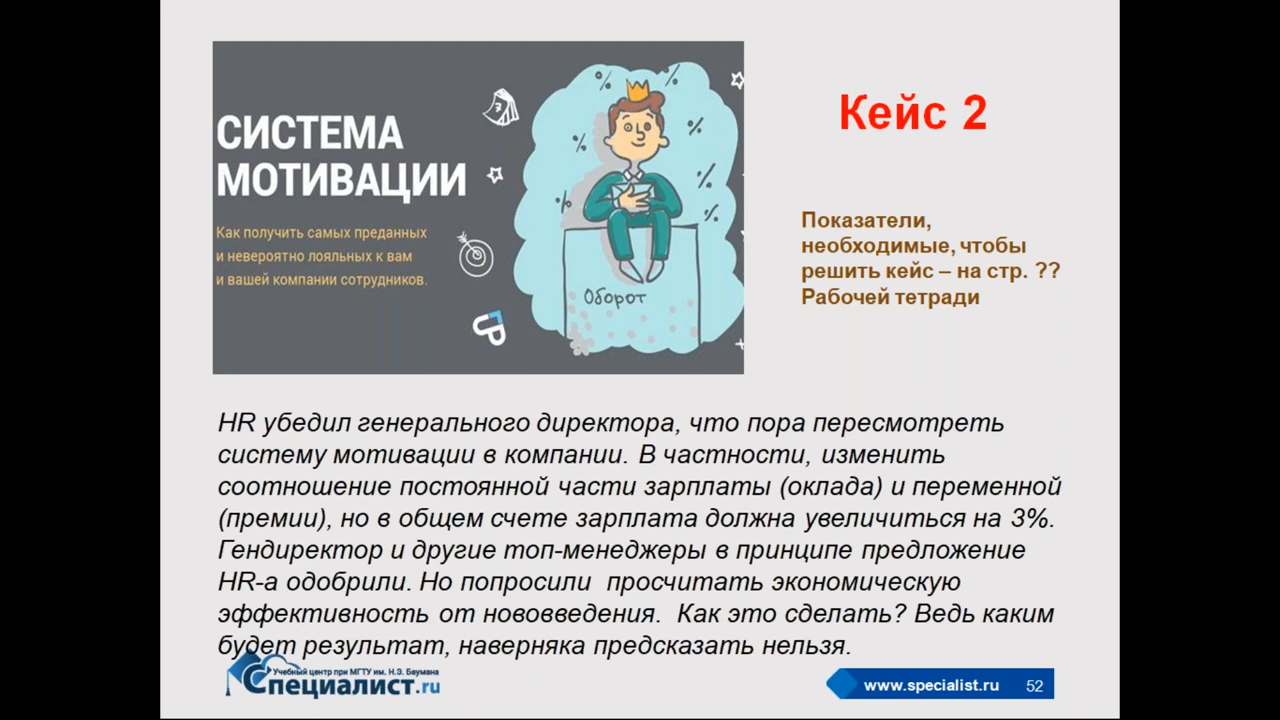 СИСТЕМА
МОТИВАЦИИ
Как получить самых преданных
и невероятно лояльных к вам
и вашей компании сотрудников.
Оборот
Кейс 2
Показатели,
необходимые, чтобы
решить кейс – на стр. ??
Рабочей тетради
HR убедил генерального директора, что пора пересмотреть
систему мотивации в компании. В частности, изменить
соотношение постоянной части зарплаты (оклада) и переменной
(премии), но в общем счете зарплата должна увеличиться на 3%.
Гендиректор и другие топ-менеджеры в принципе предложение
HR-а одобрили. Но попросили просчитать экономическую
эффективность от нововведения. Как это сделать? Ведь каким
будет результат, наверняка предсказать нельзя.
Учебный центр при МГТУ им. Н.Э. Баумана
Специалист.ru
www.specialist.ru 52